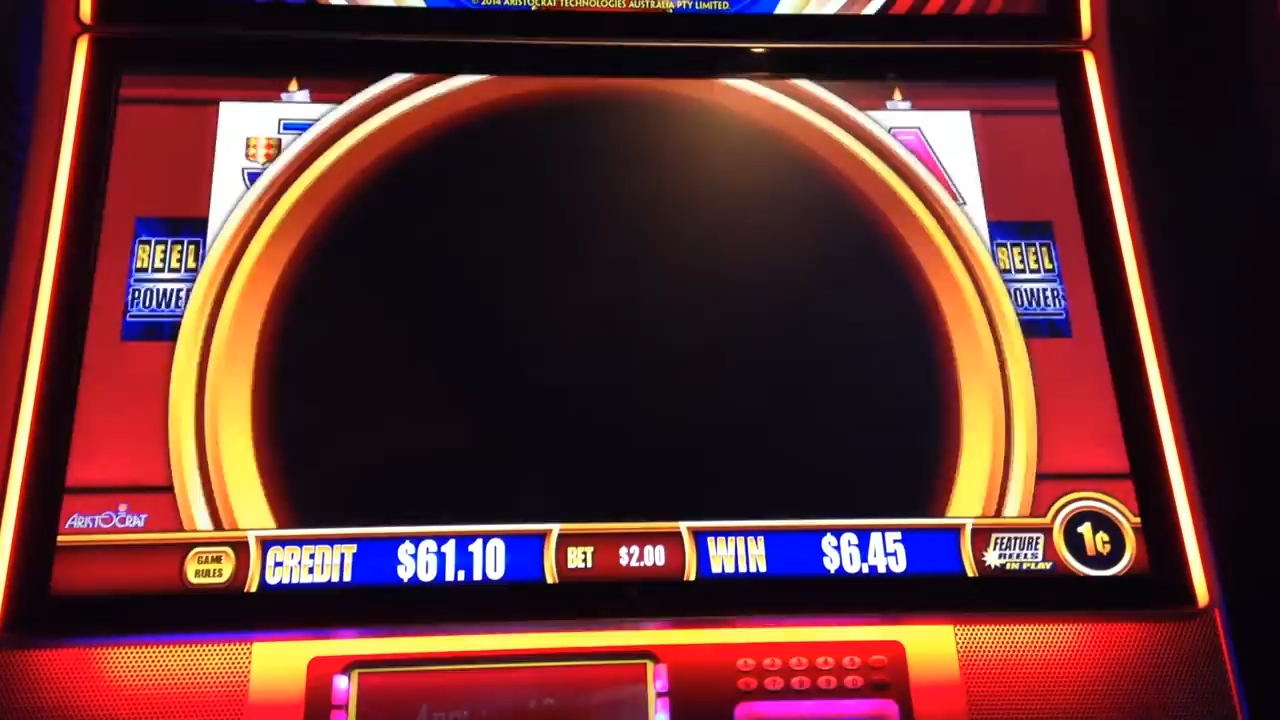 © 2014 ARISTOCRAT TECHNOLOGIES AUSTRALIA PTY LIMITED.
REEL
POWER
REEL
OWER
ARISTOCRAT
GAME
RULES
CREDIT $61.10
BET $2.00
WIN $6.45
FEATURE
REELS
IN PLAY
1¢